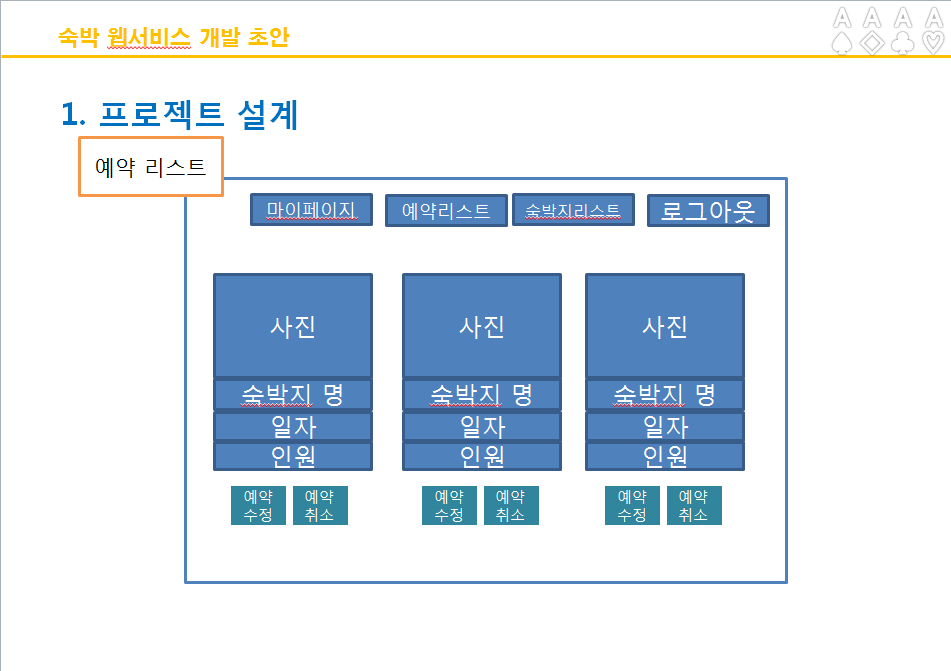 숙박 웹서비스 개발 초안
A A A A
1. 프로젝트 설계
예약 리스트
마이페이지 예약리스트 숙박지리스트 로그아웃
사진 사진 사진
숙박지 명 숙박지 명 숙박지 명
일자 일자 일자
인원 인원 인원
예약 예약 예약 예약 예약 예약
수정 취소 수정 취소 수정 취소